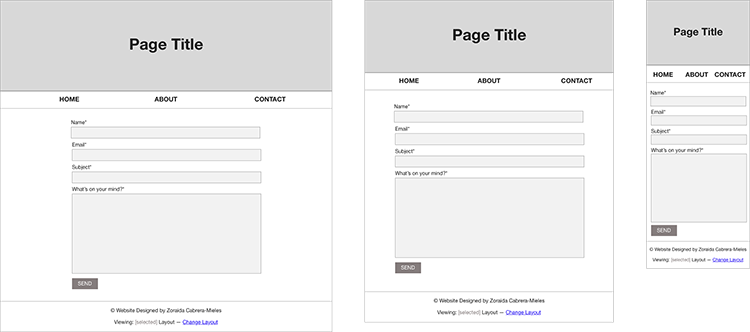 Page Title
HOME ABOUT CONTACT
Name*
Email*
Subject*
What's on your mind?*
SEND
© Website Designed by Zoraida Cabrera-Mieles
Viewing: [selected] Layout — Change Layout
Page Title
HOME ABOUT CONTACT
Name*
Email*
Subject*
What's on your mind?*
SEND
© Website Designed by Zoraida Cabrera-Mieles
Viewing: [selected] Layout — Change Layout
Page Title
HOME ABOUT CONTACT
Name*
Email*
Subject*
What's on your mind?*
SEND
© Website Designed by Zoraida Cabrera-Mieles
Viewing: [selected] Layout — Change Layout